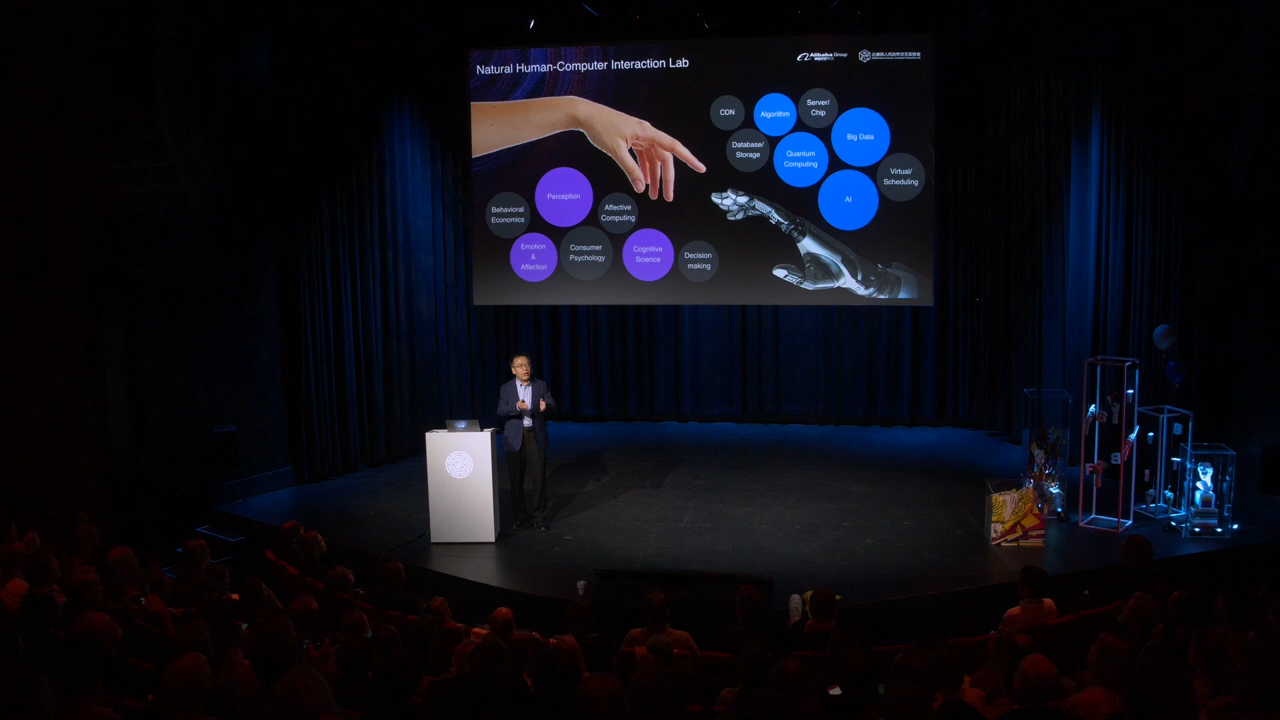 Natural Human-Computer Interaction Lab
Alibaba Group
CDN
Algorithm
Server/
Chip
Big Data
Database/
Storage
Quantum
Computing
Virtual/
Scheduling
AI
Perception
Behavioral
Economics
Affective
Computing
Emotion
&
Affection
Consumer
Psychology
Cognitive
Science
Decision
making